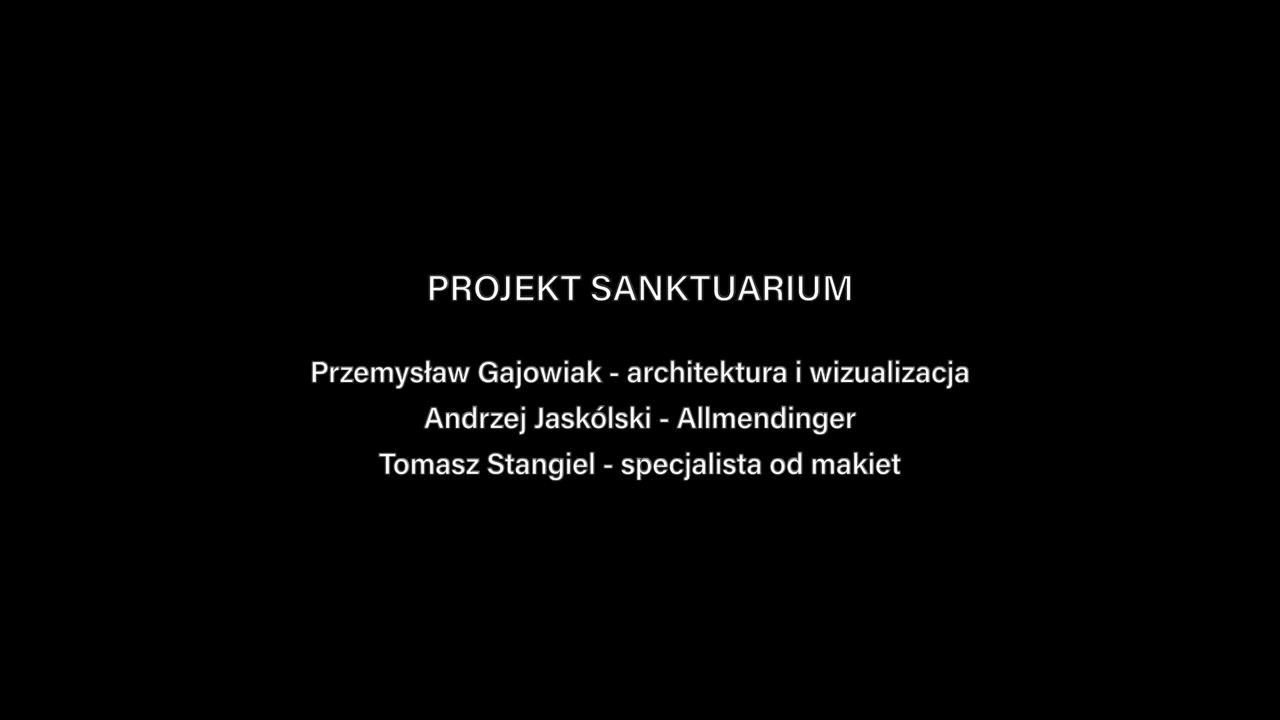 PROJEKT SANKTUARIUM
Przemysław Gajowiak - architektura i wizualizacja
Andrzej Jaskólski - Allmendinger
Tomasz Stangiel - specjalista od makiet